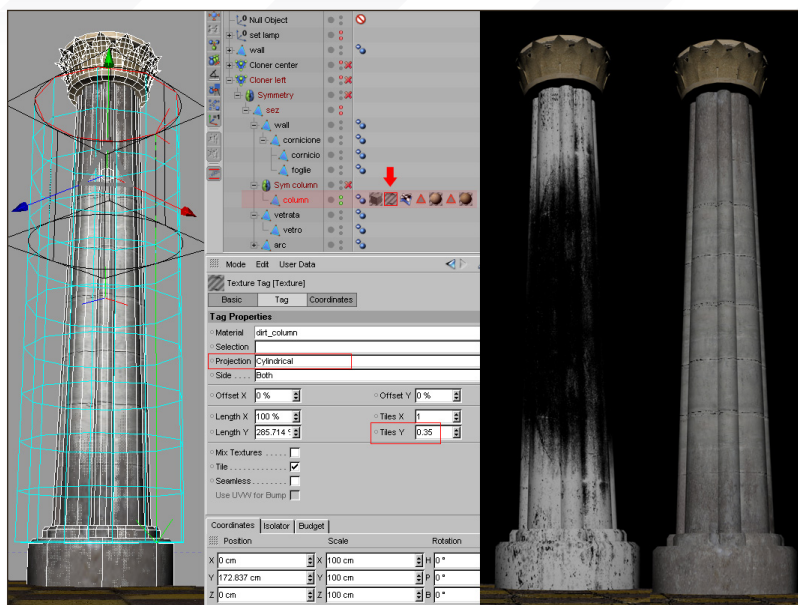 Null Object
set lamp
wall
Cloner center
Cloner left
Symmetry
sez
wall
cornicione
cornicio
foglie
Sym column
column
vetrata
vetro
arc
Mode Edit User Data
Texture Tag [Texture]
Basic Tag Coordinates
Tag Properties
Material dirt_column
Selection
Projection Cylindrical
Side . . . . Both
Offset X 0 % Offset Y 0 %
Length X 100 % Tiles X 1
Length Y 285.714 % Tiles Y 0.35
Mix Textures . . . . .
Tile . . . . . . . . . . . .
Seamless . . . . . . .
Use UVW for Bump
Coordinates Isolator Budget
Position Scale Rotation
X 0 cm X 100 cm H 0 °
Y 172.837 cm Y 100 cm P 0 °
Z 0 cm Z 100 cm B 0 °